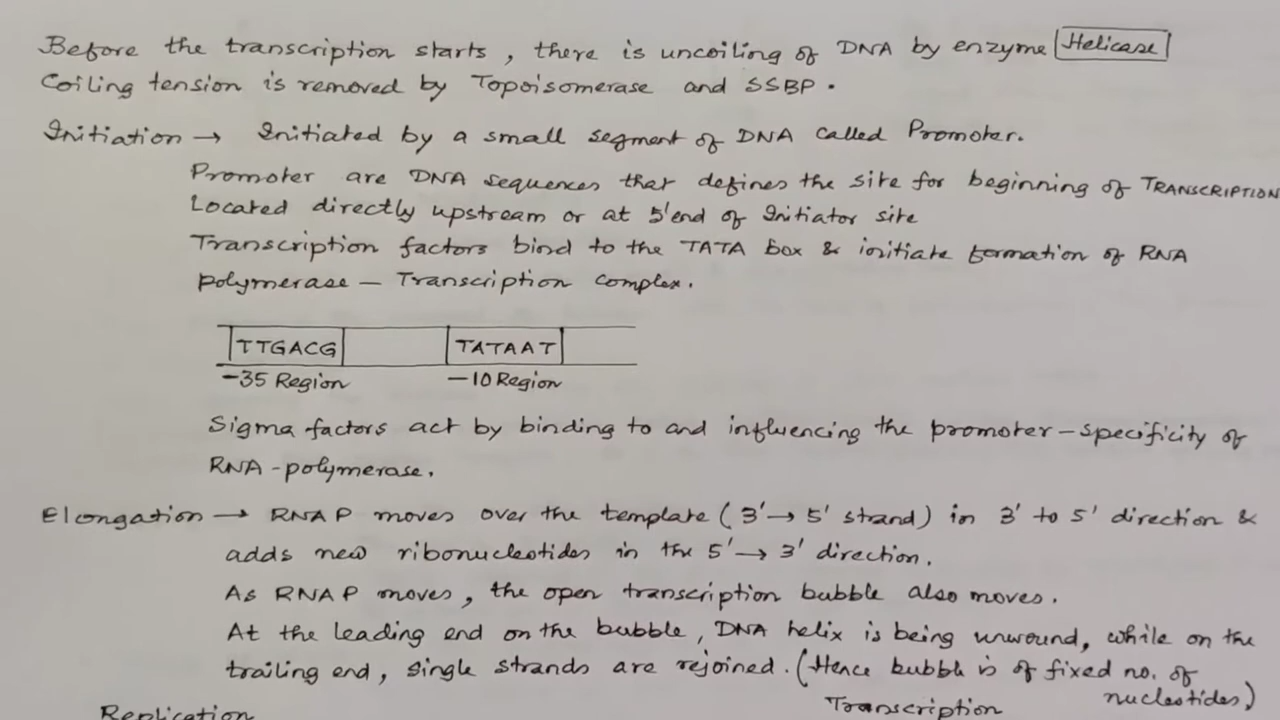 Before the transcription starts, there is uncoiling of DNA by enzyme Helicase
Coiling tension is removed by Topoisomerase and SSBP.
Initiation → Initiated by a small segment of DNA called Promoter.
Promoter are DNA sequences that defines the site for beginning of TRANSCRIPTION
Located directly upstream or at 5' end of Initiator site
Transcription factors bind to the TATA box & initiate formation of RNA
polymerase – Transcription complex.
TTGACG TATAAT
-35 Region -10 Region
Sigma factors act by binding to and influencing the promoter-specificity of
RNA-polymerase.
Elongation → RNAP moves over the template (3' → 5' strand) in 3' to 5' direction &
adds new ribonucleotides in the 5' → 3' direction.
As RNAP moves, the open transcription bubble also moves.
At the leading end on the bubble, DNA helix is being unwound, while on the
trailing end, single strands are rejoined. (Hence bubble is of fixed no. of
nucleotides)
Replication Transcription